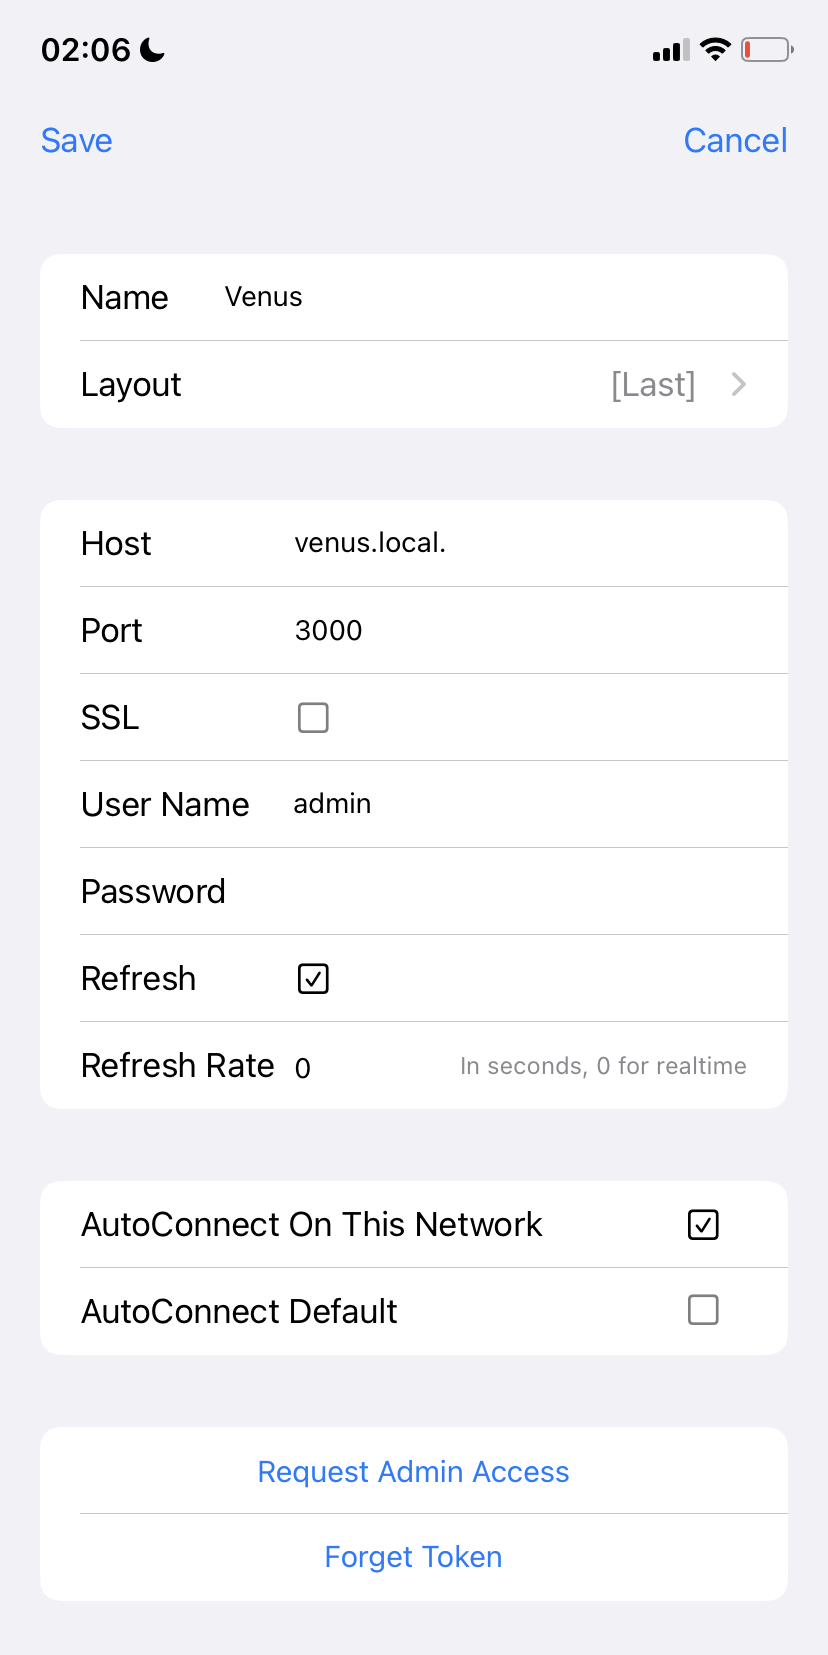 02:06
Save Cancel
Name Venus
Layout [Last]
Host venus.local.
Port 3000
SSL
User Name admin
Password
Refresh
Refresh Rate 0 In seconds, 0 for realtime
AutoConnect On This Network
AutoConnect Default
Request Admin Access
Forget Token